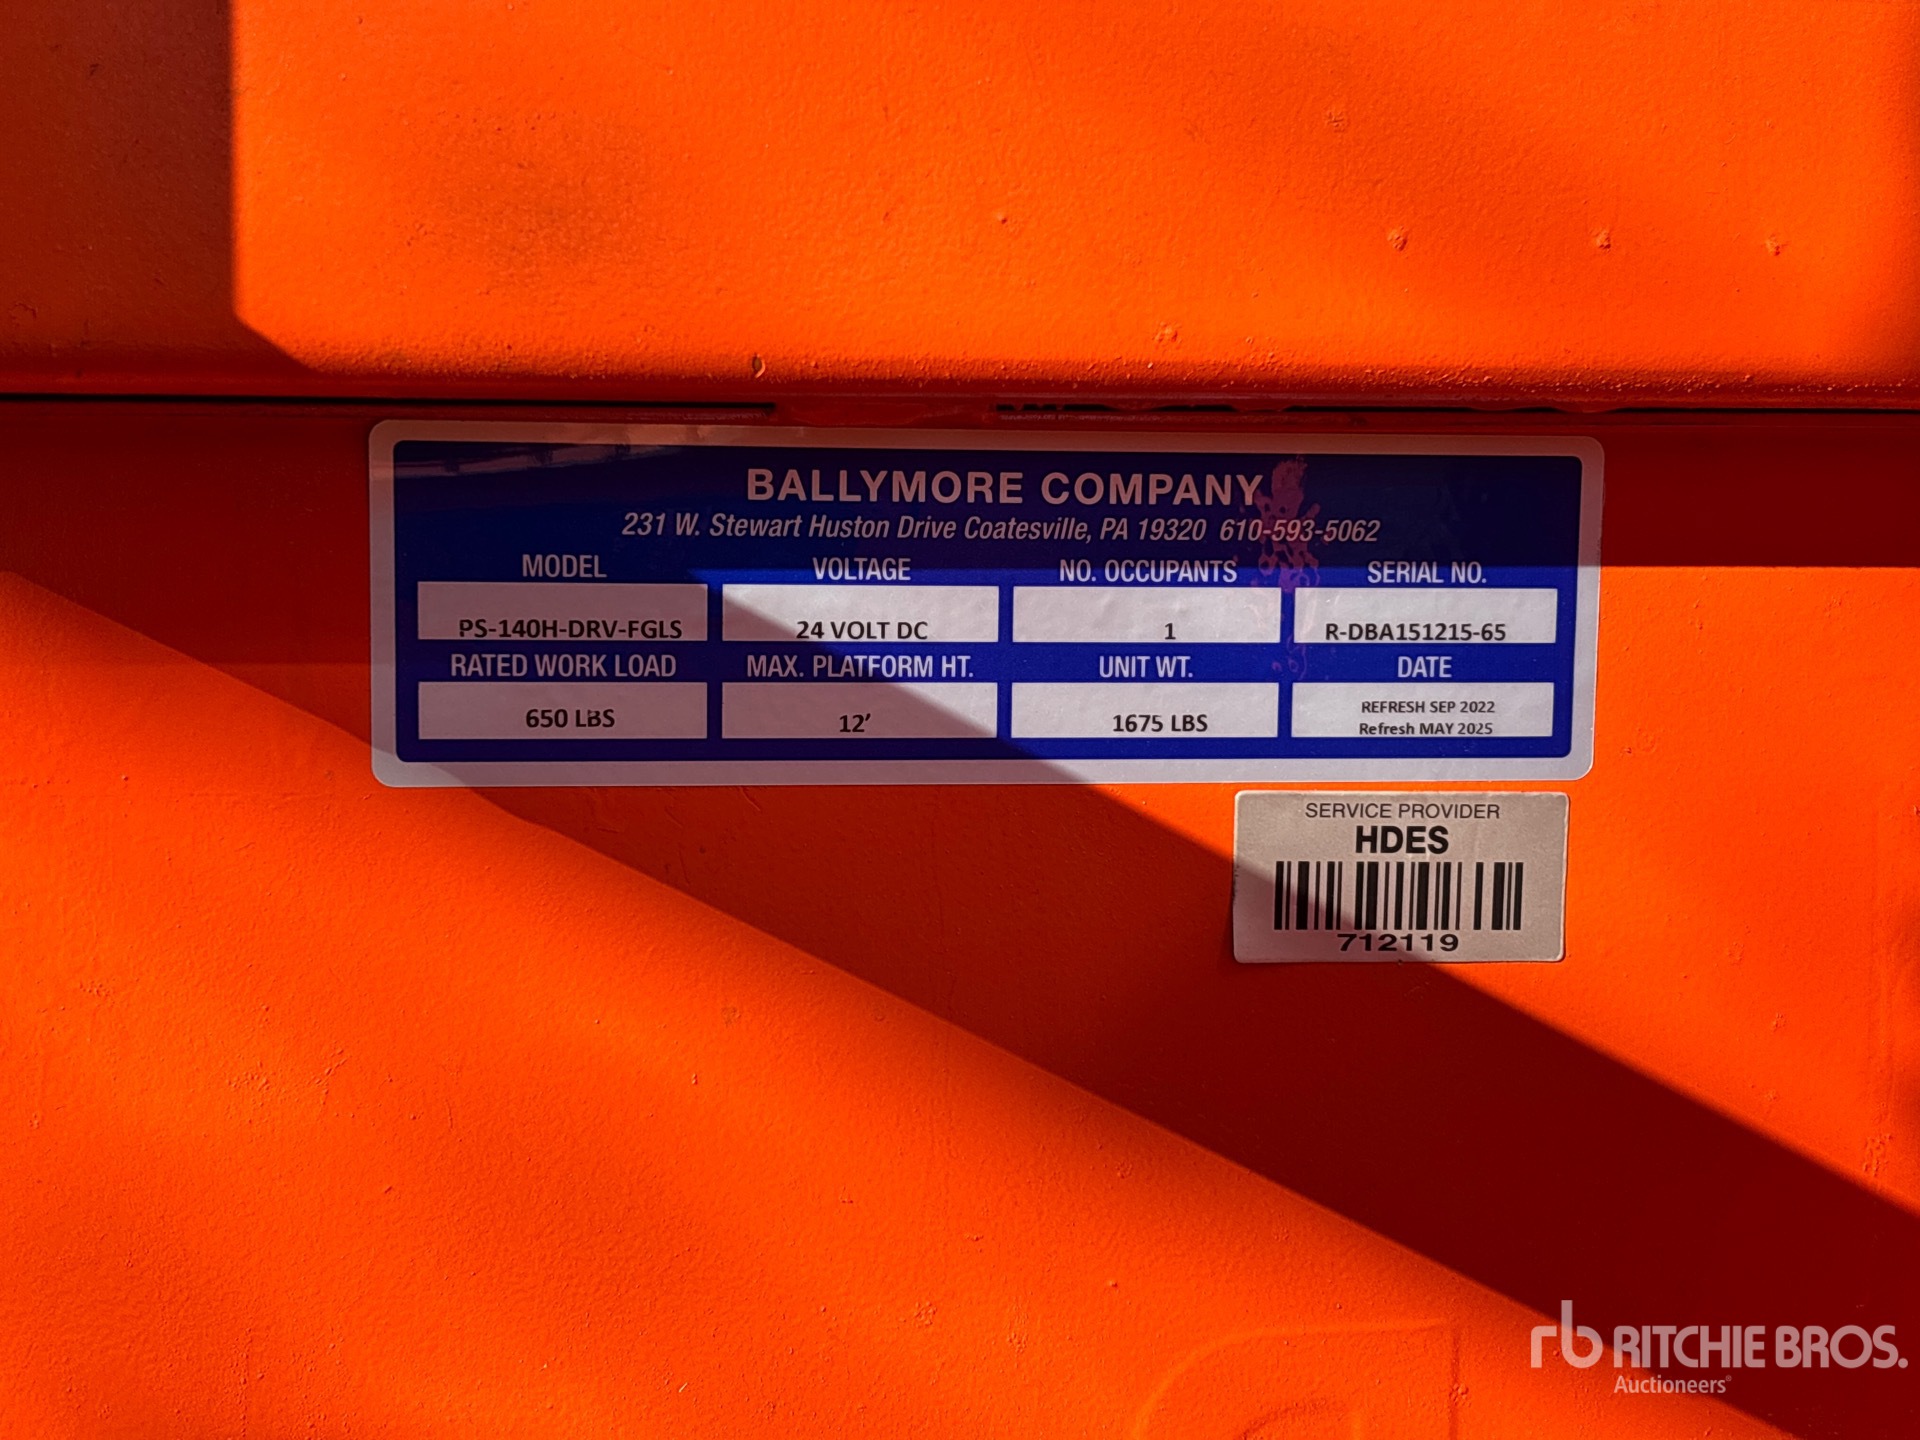 BALLYMORE COMPANY
231 W. Stewart Huston Drive Coatesville, PA 19320 610-593-5062
MODEL VOLTAGE NO. OCCUPANTS SERIAL NO.
PS-140H-DRV-FGLS 24 VOLT DC 1 R-DBA151215-65
RATED WORK LOAD MAX. PLATFORM HT. UNIT WT. DATE
650 LBS 12' 1675 LBS REFRESH SEP 2022
Refresh MAY 2025
SERVICE PROVIDER
HDES
712119
rb RITCHIE BROS.
Auctioneers®